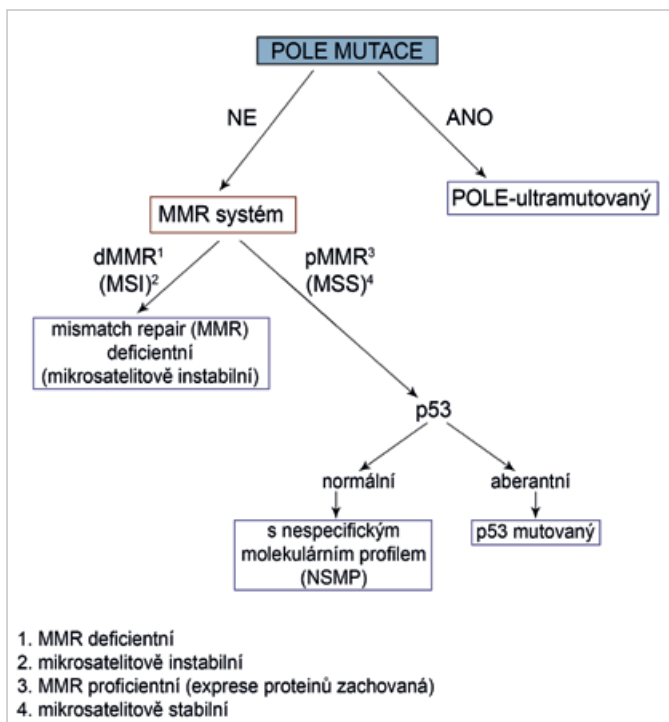 POLE MUTACE
NE
ANO
MMR systém
POLE-ultramutovaný
dMMR¹
(MSI)²
pMMR³
(MSS)⁴
mismatch repair (MMR)
deficientní
(mikrosatelitově instabilní)
p53
normální
aberantní
s nespecifickým
molekulárním profilem
(NSMP)
p53 mutovaný
1. MMR deficientní
2. mikrosatelitově instabilní
3. MMR proficientní (exprese proteinů zachovaná)
4. mikrosatelitově stabilní